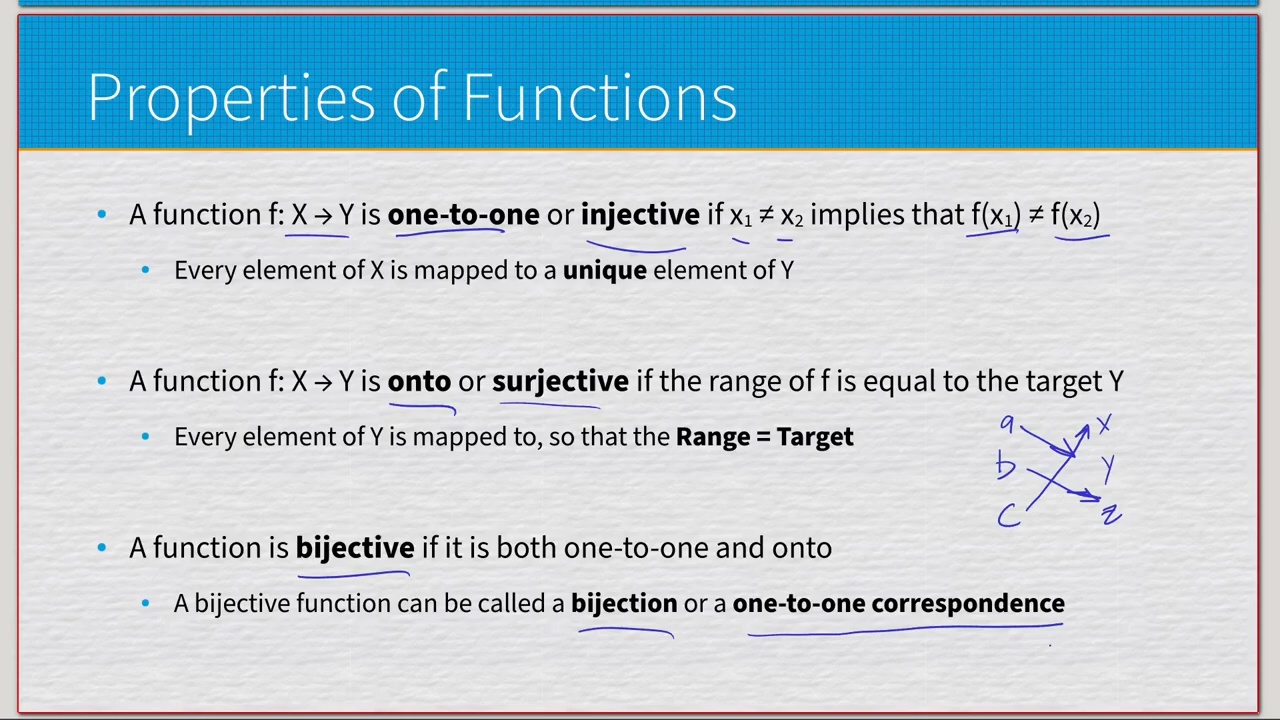 Properties of Functions
• A function f: X → Y is one-to-one or injective if x₁ ≠ x₂ implies that f(x₁) ≠ f(x₂)
• Every element of X is mapped to a unique element of Y
• A function f: X → Y is onto or surjective if the range of f is equal to the target Y
• Every element of Y is mapped to, so that the Range = Target
a X
b Y
c z
• A function is bijective if it is both one-to-one and onto
• A bijective function can be called a bijection or a one-to-one correspondence